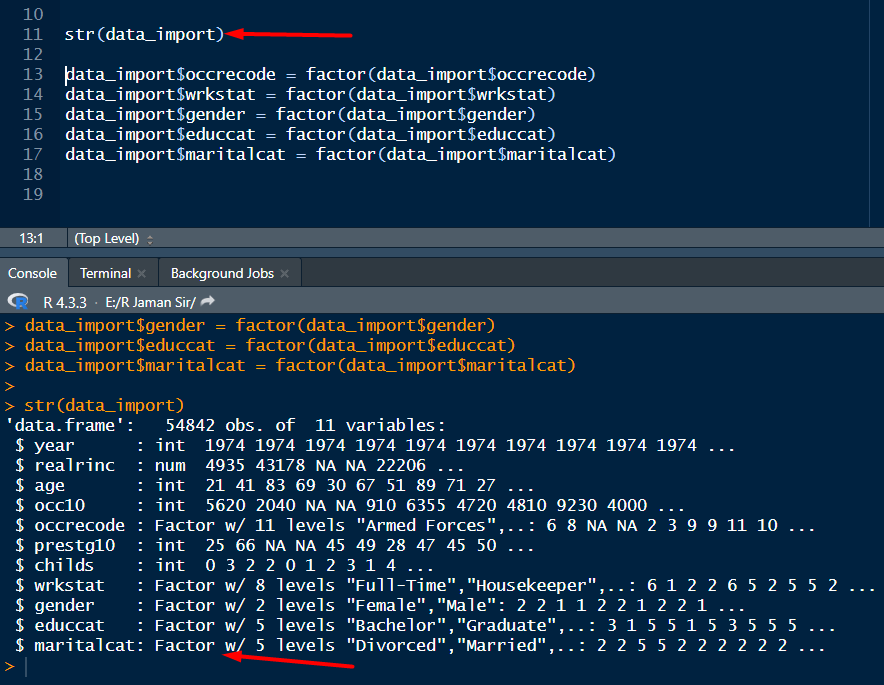 10
11 str(data_import)
12
13 data_import$occrecode = factor(data_import$occrecode)
14 data_import$wrkstat = factor(data_import$wrkstat)
15 data_import$gender = factor(data_import$gender)
16 data_import$educcat = factor(data_import$educcat)
17 data_import$maritalcat = factor(data_import$maritalcat)
18
19
13:1 (Top Level)
Console Terminal × Background Jobs ×
R R 4.3.3 · E:/R Jaman Sir/
> data_import$gender = factor(data_import$gender)
> data_import$educcat = factor(data_import$educcat)
> data_import$maritalcat = factor(data_import$maritalcat)
>
> str(data_import)
'data.frame':   54842 obs. of  11 variables:
 $ year      : int  1974 1974 1974 1974 1974 1974 1974 1974 1974 1974 ...
 $ realrinc  : num  4935 43178 NA NA 22206 ...
 $ age       : int  21 41 83 69 30 67 51 89 71 27 ...
 $ occ10     : int  5620 2040 NA NA 910 6355 4720 4810 9230 4000 ...
 $ occrecode : Factor w/ 11 levels "Armed Forces",..: 6 8 NA NA 2 3 9 9 11 10 ...
 $ prestg10  : int  25 66 NA NA 45 49 28 47 45 50 ...
 $ childs    : int  0 3 2 2 0 1 2 3 1 4 ...
 $ wrkstat   : Factor w/ 8 levels "Full-Time","Housekeeper",..: 6 1 2 2 6 5 2 5 5 2 ...
 $ gender    : Factor w/ 2 levels "Female","Male": 2 2 1 1 2 2 1 2 2 1 ...
 $ educcat   : Factor w/ 5 levels "Bachelor","Graduate",..: 3 1 5 5 1 5 3 5 5 5 ...
 $ maritalcat: Factor w/ 5 levels "Divorced","Married",..: 2 2 5 5 2 2 2 2 2 2 ...
>